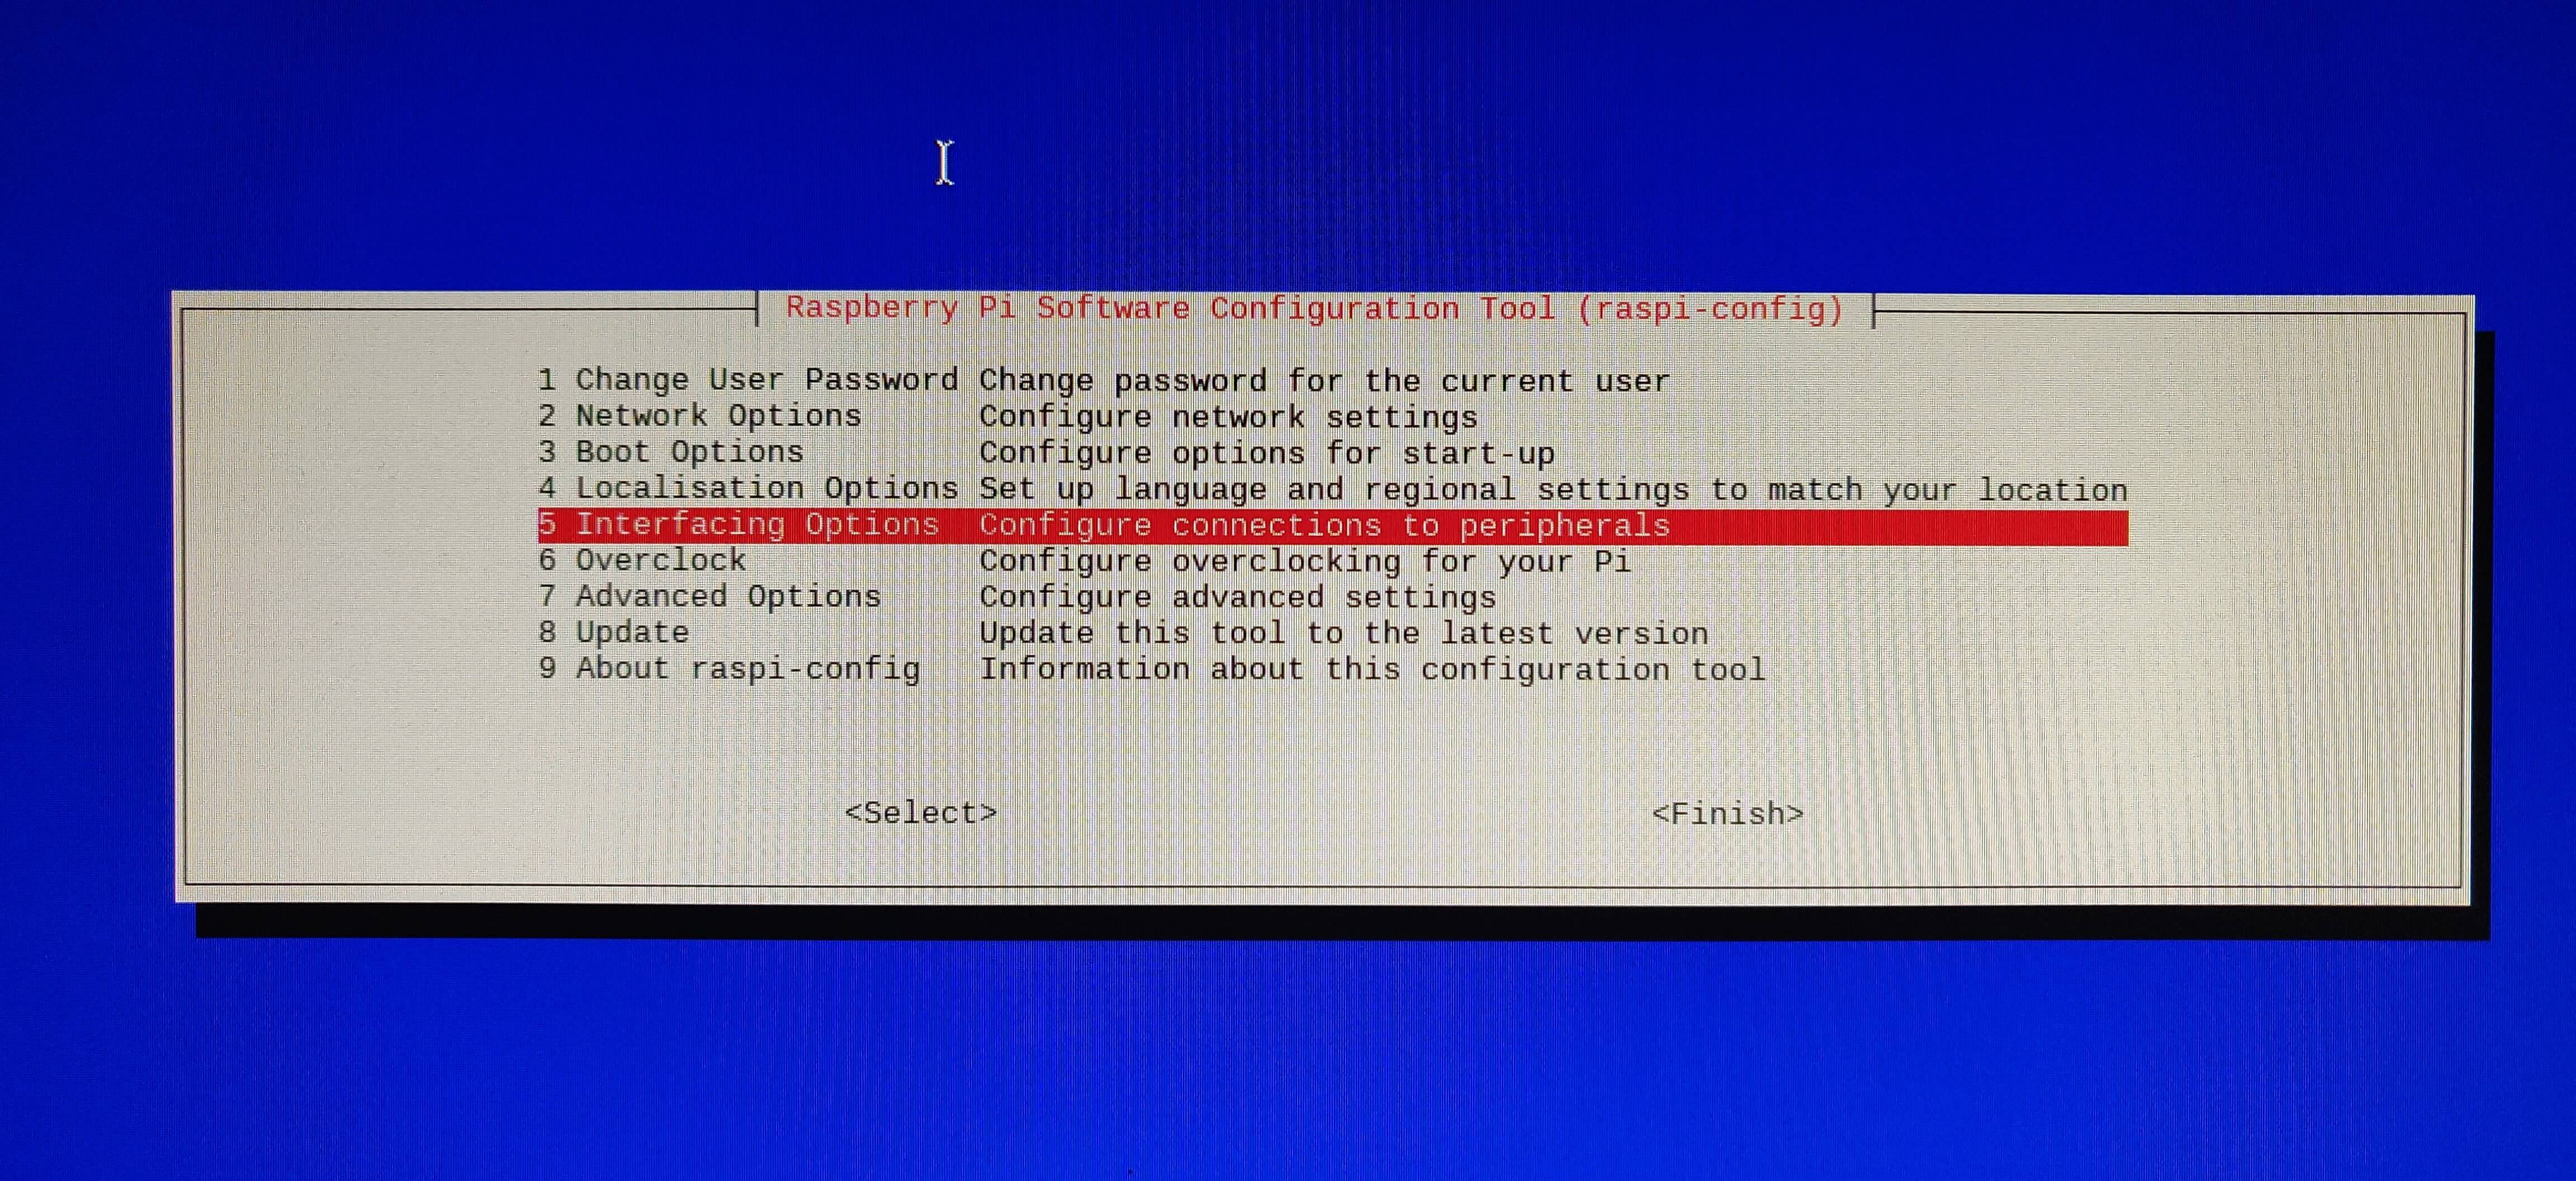 Raspberry Pi Software Configuration Tool (raspi-config)
1 Change User Password Change password for the current user
2 Network Options Configure network settings
3 Boot Options Configure options for start-up
4 Localisation Options Set up language and regional settings to match your location
5 Interfacing Options Configure connections to peripherals
6 Overclock Configure overclocking for your Pi
7 Advanced Options Configure advanced settings
8 Update Update this tool to the latest version
9 About raspi-config Information about this configuration tool
<Select> <Finish>